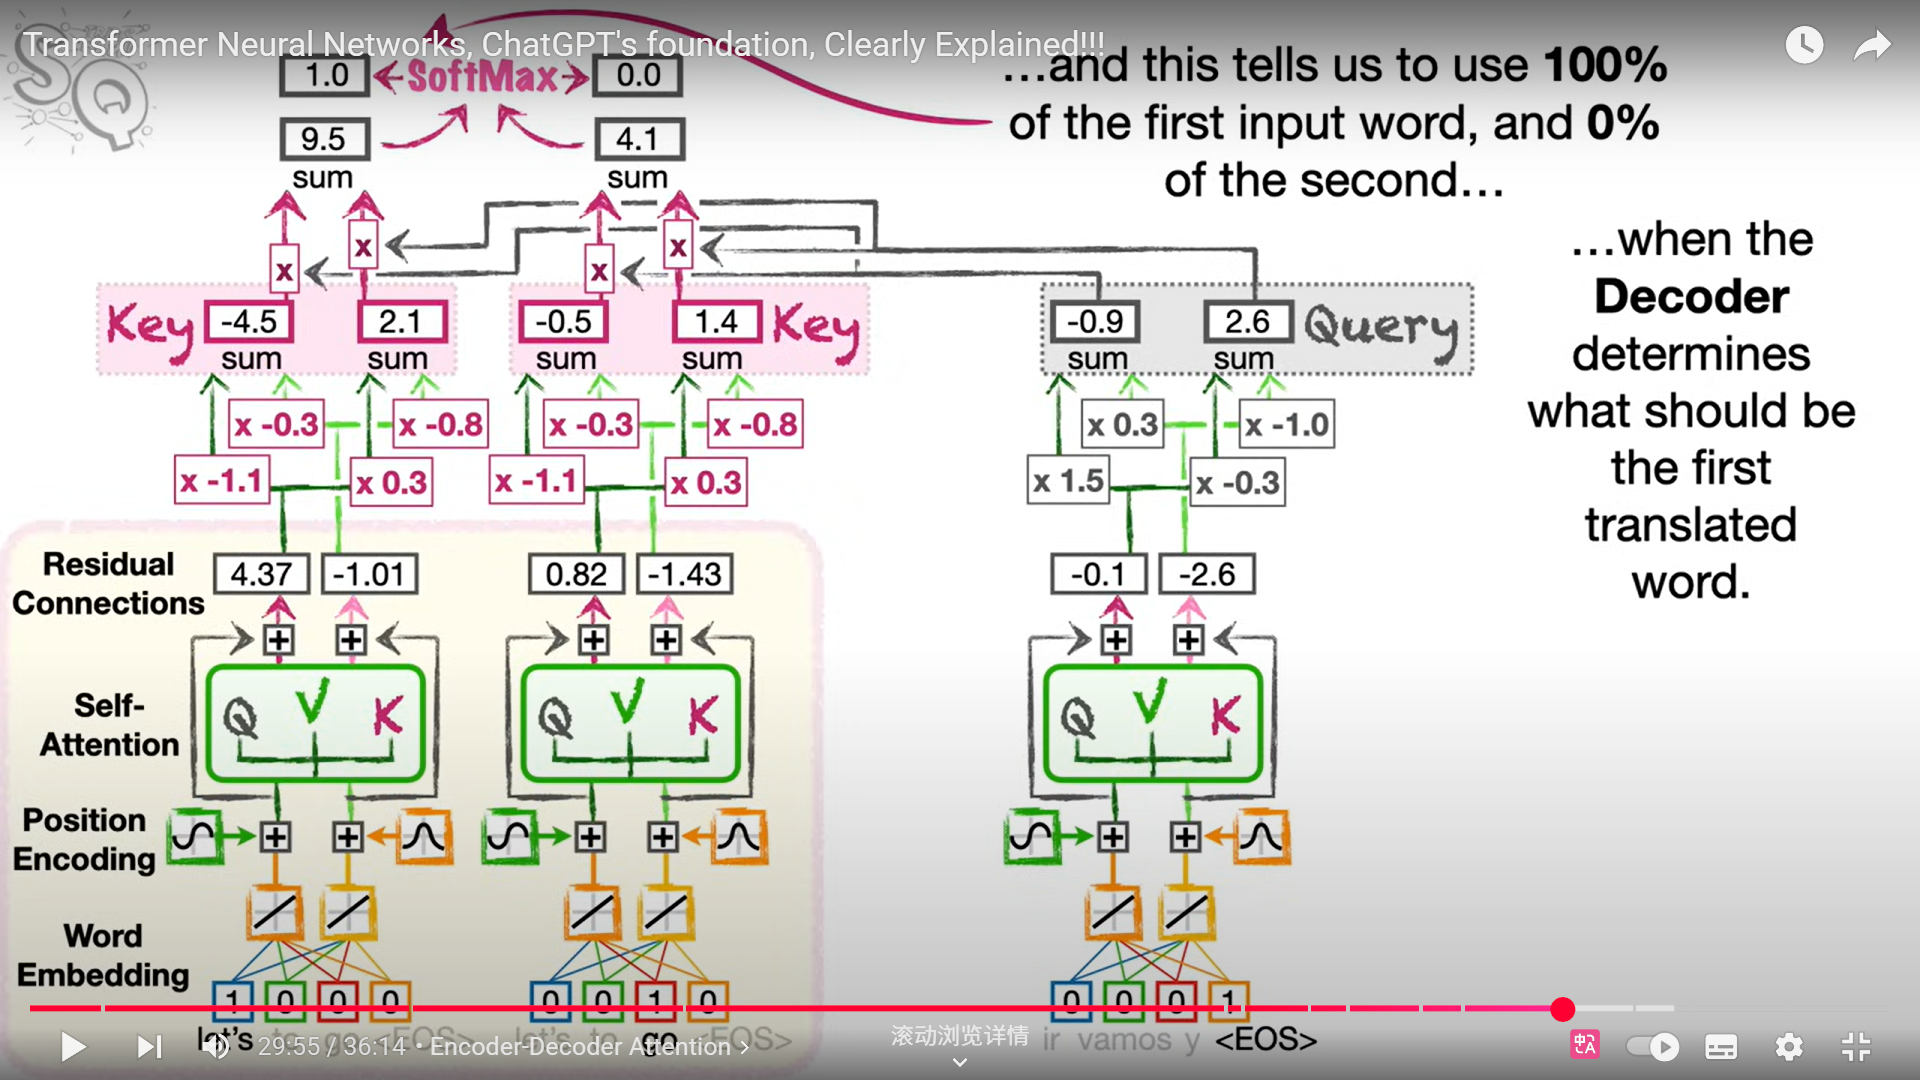 Transformer Neural Networks, ChatGPT's foundation, Clearly Explained!!!
SQ
1.0 SoftMax 0.0
…and this tells us to use 100%
of the first input word, and 0%
of the second…
9.5 4.1
sum sum
…when the
Decoder
determines
what should be
the first
translated
word.
x x
x x
Key -4.5 2.1 -0.5 1.4 Key -0.9 2.6 Query
sum sum sum sum sum sum
x -0.3 x -0.8 x -0.3 x -0.8 x 0.3 x -1.0
x -1.1 x 0.3 x -1.1 x 0.3 x 1.5 x -0.3
Residual
Connections
4.37 -1.01 0.82 -1.43 -0.1 -2.6
+ + + + + +
Self-
Attention
Q V K Q V K Q V K
Position
Encoding
+ + + + + +
Word
Embedding
1 0 0 0 0 0 1 0 0 0 0 1
let's to go <EOS> let's to go <EOS> ir vamos y <EOS>
29:55 / 36:14 · Encoder-Decoder Attention
滚动浏览详情
中A